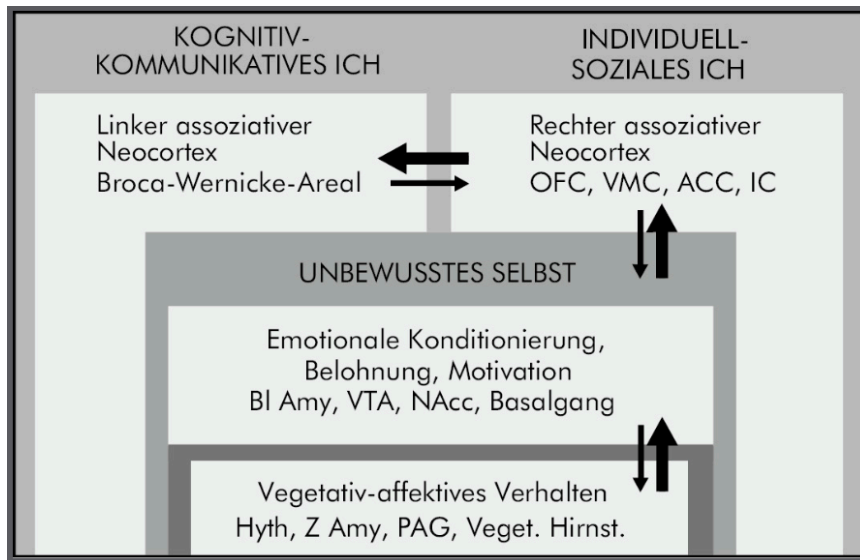 KOGNITIV-
KOMMUNIKATIVES ICH
INDIVIDUELL-
SOZIALES ICH
Linker assoziativer
Neocortex
Broca-Wernicke-Areal
Rechter assoziativer
Neocortex
OFC, VMC, ACC, IC
UNBEWUSSTES SELBST
Emotionale Konditionierung,
Belohnung, Motivation
Bl Amy, VTA, NAcc, Basalgang
Vegetativ-affektives Verhalten
Hyth, Z Amy, PAG, Veget. Hirnst.